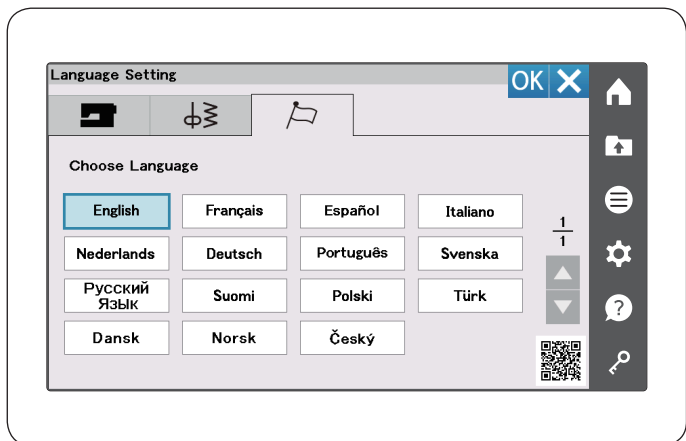 Language Setting
OK
Choose Language
English
Français
Español
Italiano
Nederlands
Deutsch
Português
Svenska
Русский
Язык
Suomi
Polski
Türk
Dansk
Norsk
Český
1
1
?